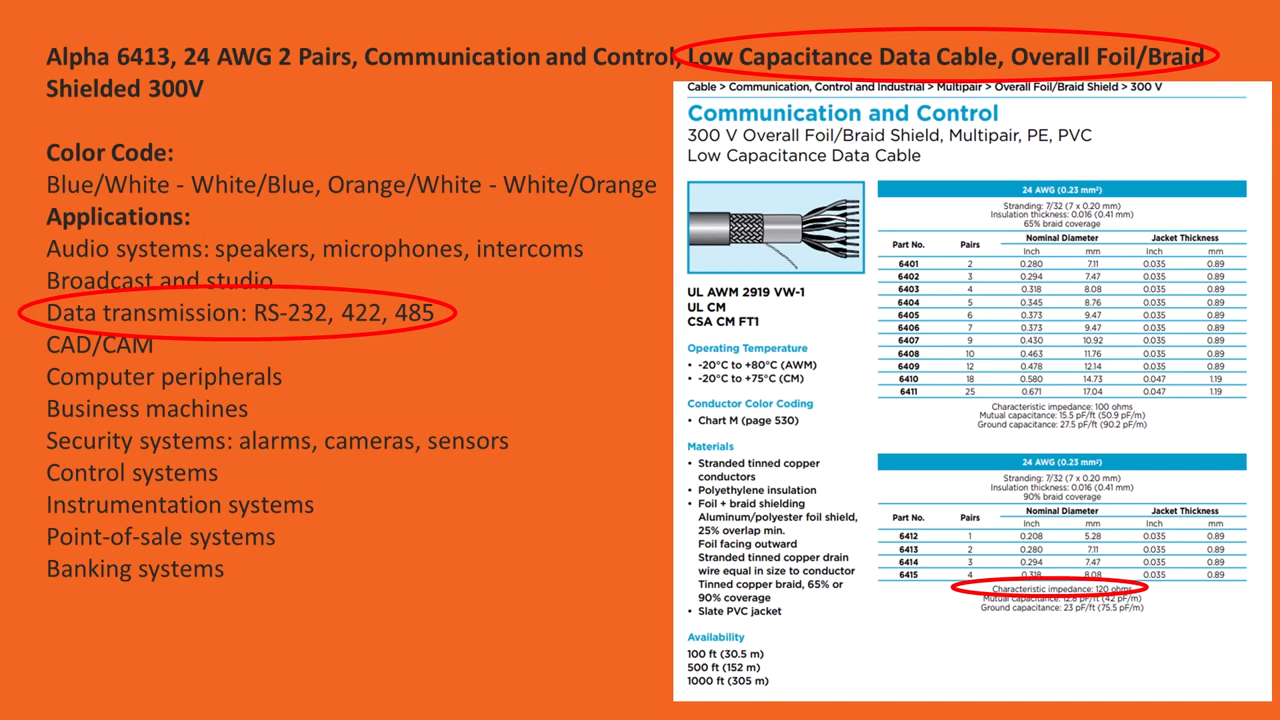 Alpha 6413, 24 AWG 2 Pairs, Communication and Control, Low Capacitance Data Cable, Overall Foil/Braid
Shielded 300V
Color Code:
Blue/White - White/Blue, Orange/White - White/Orange
Applications:
Audio systems: speakers, microphones, intercoms
Broadcast and studio
Data transmission: RS-232, 422, 485
CAD/CAM
Computer peripherals
Business machines
Security systems: alarms, cameras, sensors
Control systems
Instrumentation systems
Point-of-sale systems
Banking systems
Cable > Communication, Control and Industrial > Multipair > Overall Foil/Braid Shield > 300 V
Communication and Control
300 V Overall Foil/Braid Shield, Multipair, PE, PVC
Low Capacitance Data Cable
UL AWM 2919 VW-1
UL CM
CSA CM FT1
Operating Temperature
• -20°C to +80°C (AWM)
• -20°C to +75°C (CM)
Conductor Color Coding
• Chart M (page 530)
Materials
• Stranded tinned copper
conductors
• Polyethylene insulation
• Foil + braid shielding
Aluminum/polyester foil shield,
25% overlap min.
Foil facing outward
Stranded tinned copper drain
wire equal in size to conductor
Tinned copper braid, 65% or
90% coverage
• Slate PVC jacket
Availability
100 ft (30.5 m)
500 ft (152 m)
1000 ft (305 m)
24 AWG (0.23 mm²)
Stranding: 7/32 (7 x 0.20 mm)
Insulation thickness: 0.016 (0.41 mm)
65% braid coverage
Part No. Pairs Nominal Diameter Jacket Thickness
Inch mm Inch mm
6401 2 0.280 7.11 0.035 0.89
6402 3 0.294 7.47 0.035 0.89
6403 4 0.318 8.08 0.035 0.89
6404 5 0.345 8.76 0.035 0.89
6405 6 0.373 9.47 0.035 0.89
6406 7 0.373 9.47 0.035 0.89
6407 9 0.430 10.92 0.035 0.89
6408 10 0.463 11.76 0.035 0.89
6409 12 0.478 12.14 0.035 0.89
6410 18 0.580 14.73 0.047 1.19
6411 25 0.671 17.04 0.047 1.19
Characteristic impedance: 100 ohms
Mutual capacitance: 15.5 pF/ft (50.9 pF/m)
Ground capacitance: 27.5 pF/ft (90.2 pF/m)
24 AWG (0.23 mm²)
Stranding: 7/32 (7 x 0.20 mm)
Insulation thickness: 0.016 (0.41 mm)
90% braid coverage
Part No. Pairs Nominal Diameter Jacket Thickness
Inch mm Inch mm
6412 1 0.208 5.28 0.035 0.89
6413 2 0.280 7.11 0.035 0.89
6414 3 0.294 7.47 0.035 0.89
6415 4 0.318 8.08 0.035 0.89
Characteristic impedance: 120 ohms
Mutual capacitance: 12.8 pF/ft (42 pF/m)
Ground capacitance: 23 pF/ft (75.5 pF/m)